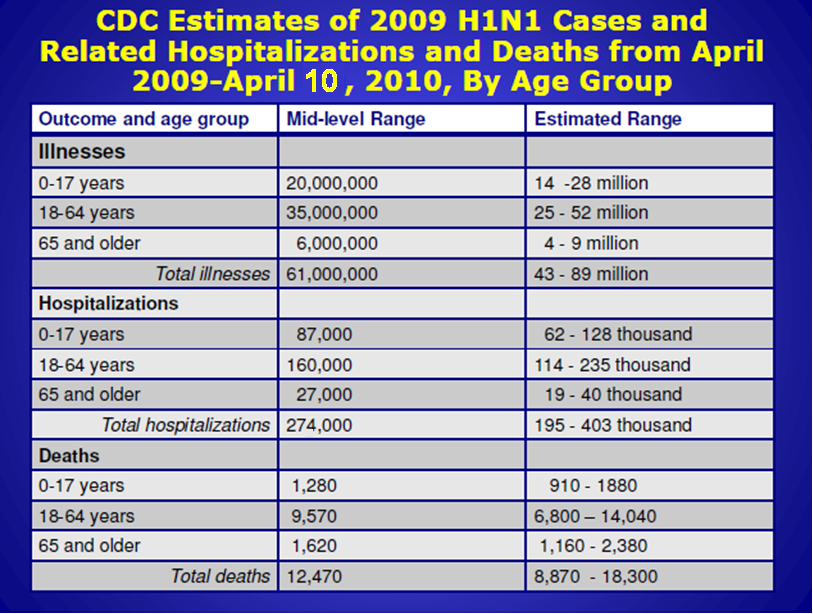 CDC Estimates of 2009 H1N1 Cases and
Related Hospitalizations and Deaths from April
2009–April 10 , 2010, By Age Group
Outcome and age group Mid-level Range Estimated Range
Illnesses
0-17 years 20,000,000 14 -28 million
18-64 years 35,000,000 25 - 52 million
65 and older 6,000,000 4 - 9 million
Total illnesses 61,000,000 43 - 89 million
Hospitalizations
0-17 years 87,000 62 - 128 thousand
18-64 years 160,000 114 - 235 thousand
65 and older 27,000 19 - 40 thousand
Total hospitalizations 274,000 195 - 403 thousand
Deaths
0-17 years 1,280 910 - 1880
18-64 years 9,570 6,800 – 14,040
65 and older 1,620 1,160 - 2,380
Total deaths 12,470 8,870 - 18,300